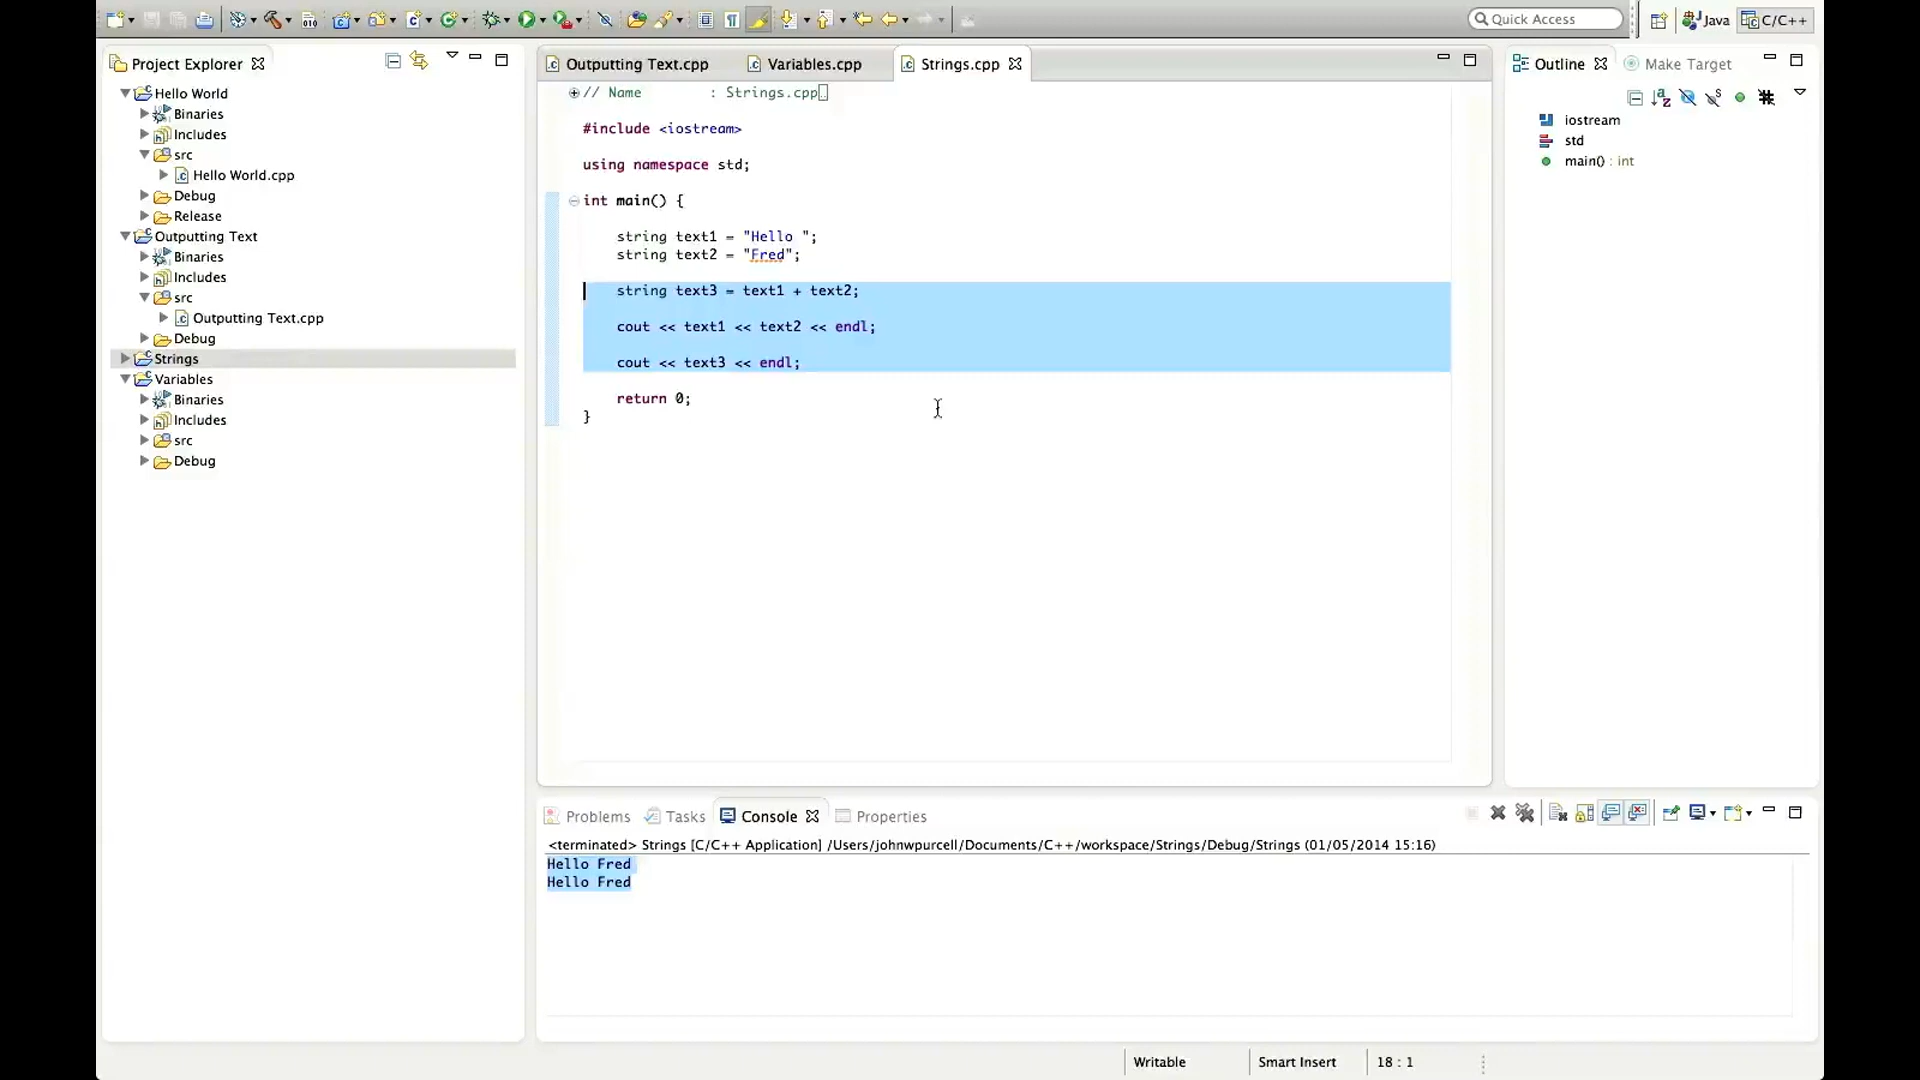 Quick Access
Java
C/C++
Project Explorer
Hello World
Binaries
Includes
src
Hello World.cpp
Debug
Release
Outputting Text
Binaries
Includes
src
Outputting Text.cpp
Debug
Strings
Variables
Binaries
Includes
src
Debug
Outputting Text.cpp
Variables.cpp
Strings.cpp
// Name        : Strings.cpp
#include <iostream>
using namespace std;
int main() {
string text1 = "Hello ";
string text2 = "Fred";
string text3 = text1 + text2;
cout << text1 << text2 << endl;
cout << text3 << endl;
return 0;
}
Outline
Make Target
iostream
std
main() : int
Problems
Tasks
Console
Properties
<terminated> Strings [C/C++ Application] /Users/johnwpurcell/Documents/C++/workspace/Strings/Debug/Strings (01/05/2014 15:16)
Hello Fred
Hello Fred
Writable
Smart Insert
18 : 1